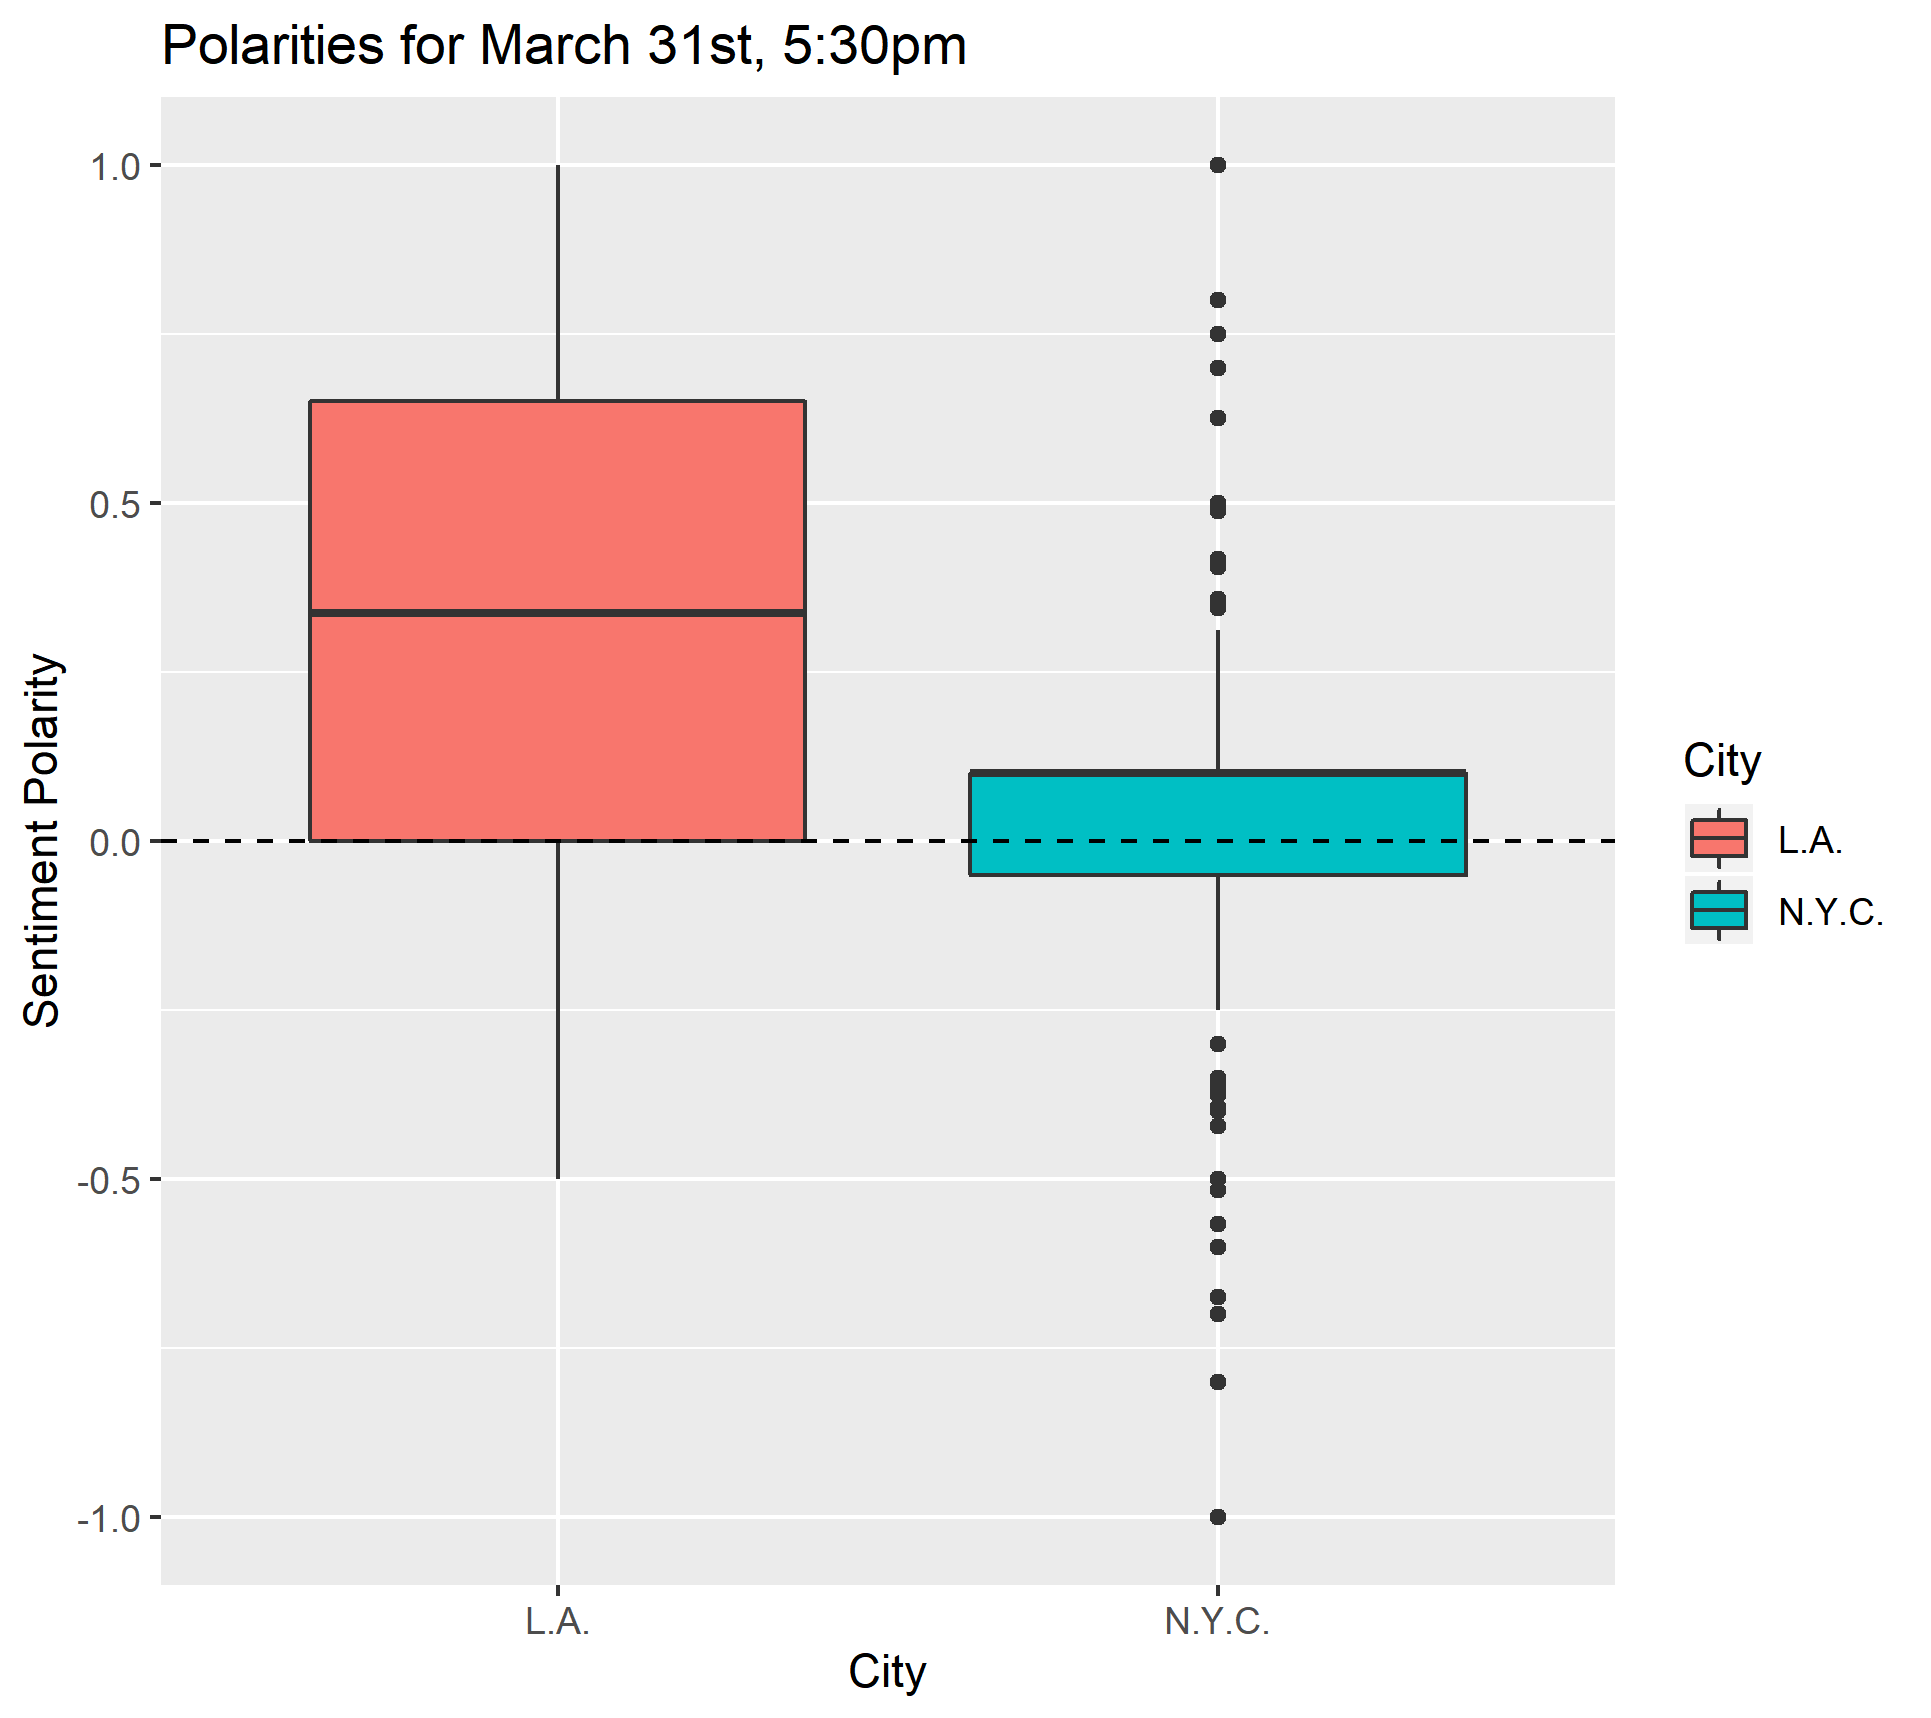 Polarities for March 31st, 5:30pm
1.0
0.5
0.0
-0.5
-1.0
Sentiment Polarity
L.A.
N.Y.C.
City
City
L.A.
N.Y.C.